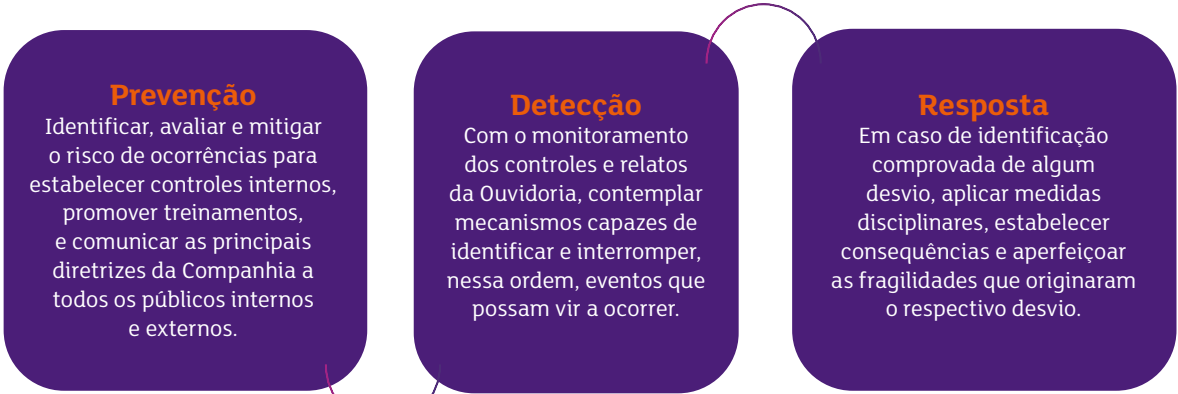 Prevenção
Identificar, avaliar e mitigar
o risco de ocorrências para
estabelecer controles internos,
promover treinamentos,
e comunicar as principais
diretrizes da Companhia a
todos os públicos internos
e externos.
Detecção
Com o monitoramento
dos controles e relatos
da Ouvidoria, contemplar
mecanismos capazes de
identificar e interromper,
nessa ordem, eventos que
possam vir a ocorrer.
Resposta
Em caso de identificação
comprovada de algum
desvio, aplicar medidas
disciplinares, estabelecer
consequências e aperfeiçoar
as fragilidades que originaram
o respectivo desvio.